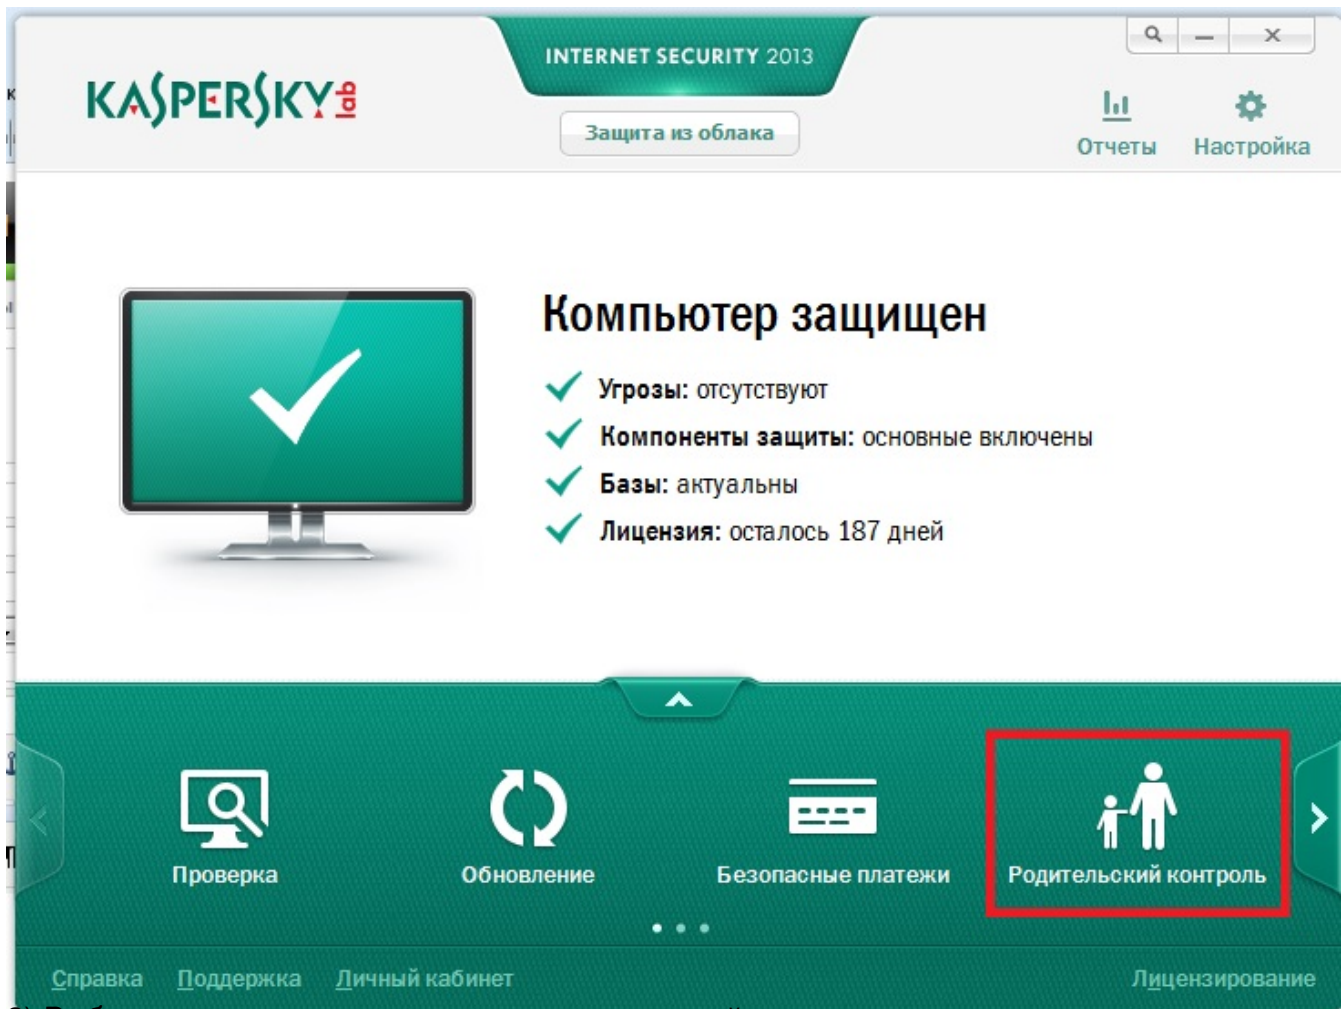 INTERNET SECURITY 2013
KASPERSKY lab
Защита из облака
Отчеты
Настройка
Компьютер защищен
Угрозы: отсутствуют
Компоненты защиты: основные включены
Базы: актуальны
Лицензия: осталось 187 дней
Проверка
Обновление
Безопасные платежи
Родительский контроль
Справка
Поддержка
Личный кабинет
Лицензирование